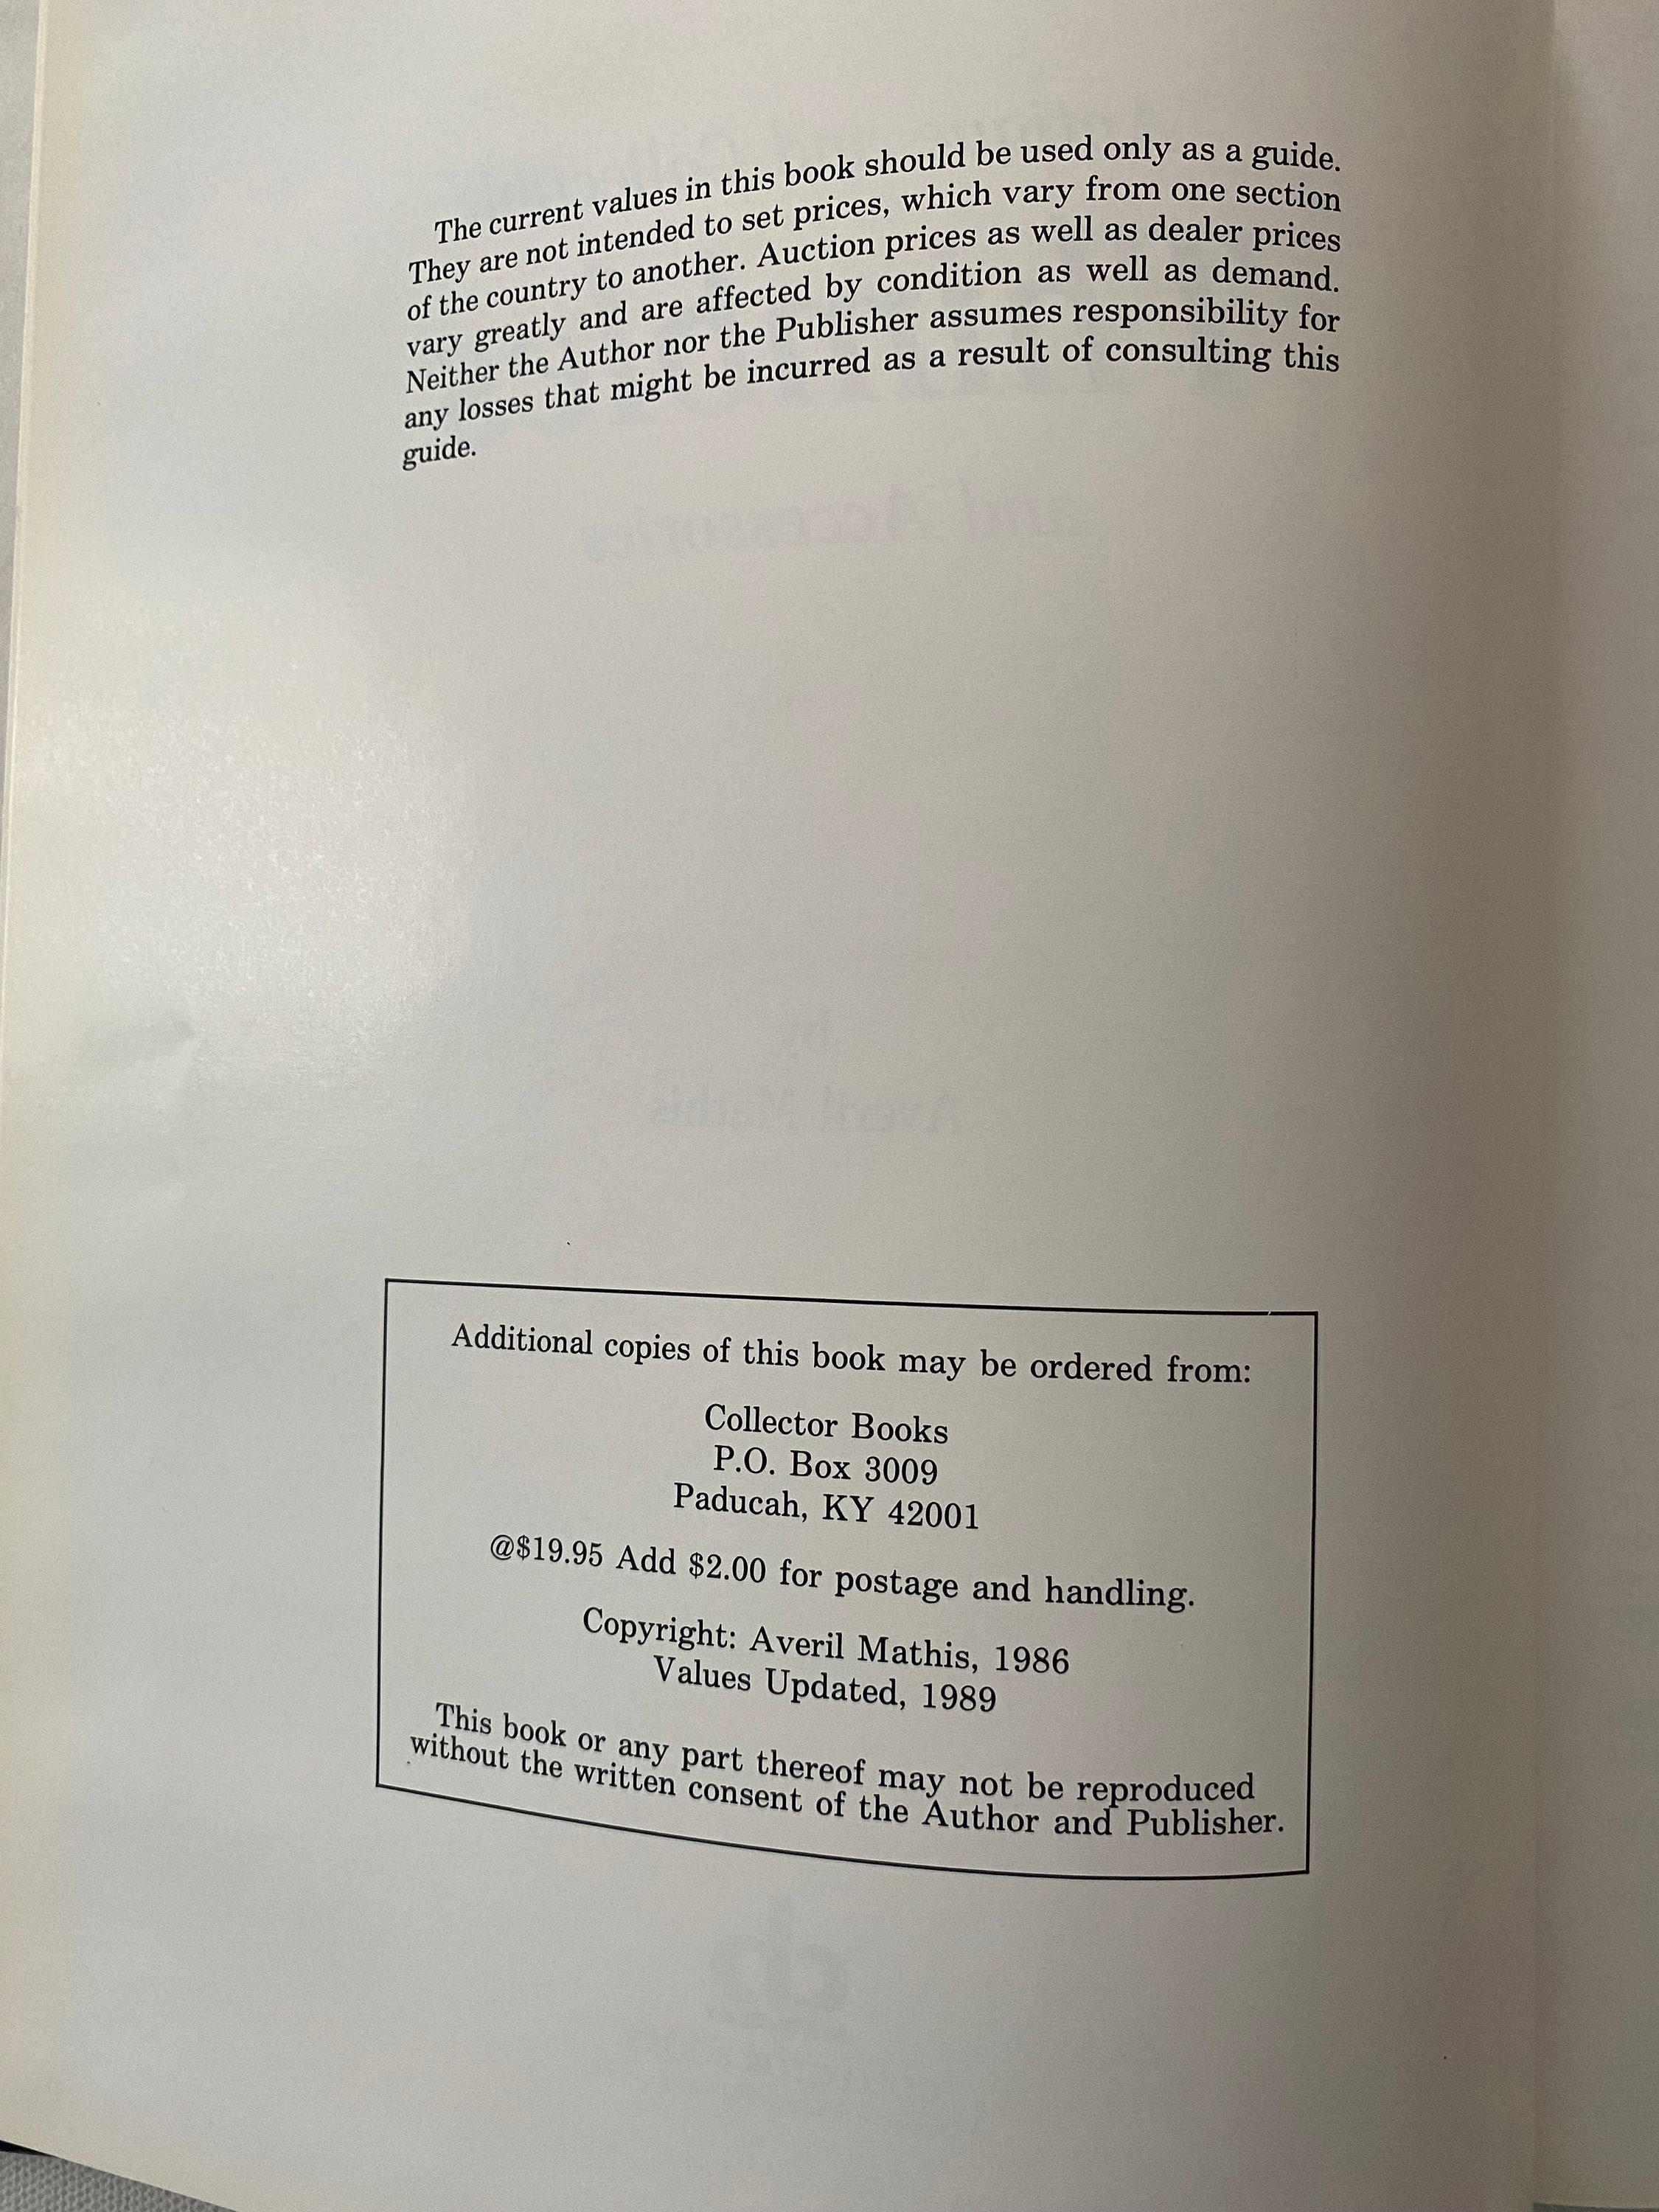 The current values in this book should be used only as a guide.
They are not intended to set prices, which vary from one section
of the country to another. Auction prices as well as dealer prices
vary greatly and are affected by condition as well as demand.
Neither the Author nor the Publisher assumes responsibility for
any losses that might be incurred as a result of consulting this
guide.
and Accessories
by
Averil Mathis
Additional copies of this book may be ordered from:
Collector Books
P.O. Box 3009
Paducah, KY 42001
@$19.95 Add $2.00 for postage and handling.
Copyright: Averil Mathis, 1986
Values Updated, 1989
This book or any part thereof may not be reproduced
without the written consent of the Author and Publisher.